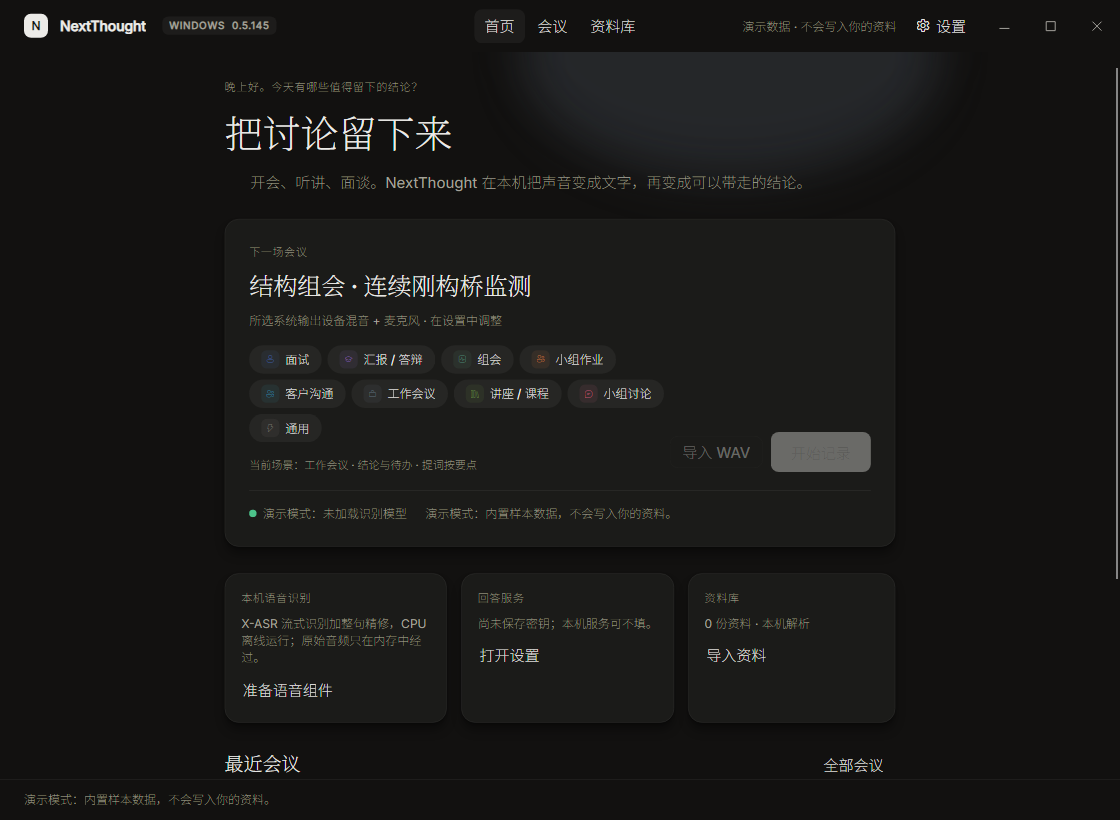 N NextThought WINDOWS 0.5.145 首页 会议 资料库 演示数据 · 不会写入你的资料 设置
晚上好。今天有哪些值得留下的结论？
把讨论留下来
开会、听讲、面谈。NextThought 在本机把声音变成文字，再变成可以带走的结论。
下一场会议
结构组会 · 连续刚构桥监测
所选系统输出设备混音 + 麦克风 · 在设置中调整
面试 汇报 / 答辩 组会 小组作业
客户沟通 工作会议 讲座 / 课程 小组讨论
通用
导入 WAV 开始记录
当前场景：工作会议 · 结论与待办 · 提词按要点
演示模式：未加载识别模型 演示模式：内置样本数据，不会写入你的资料。
本机语音识别
X-ASR 流式识别加整句精修，CPU
离线运行；原始音频只在内存中经
过。
准备语音组件
回答服务
尚未保存密钥；本机服务可不填。
打开设置
资料库
0 份资料 · 本机解析
导入资料
最近会议 全部会议
演示模式：内置样本数据，不会写入你的资料。